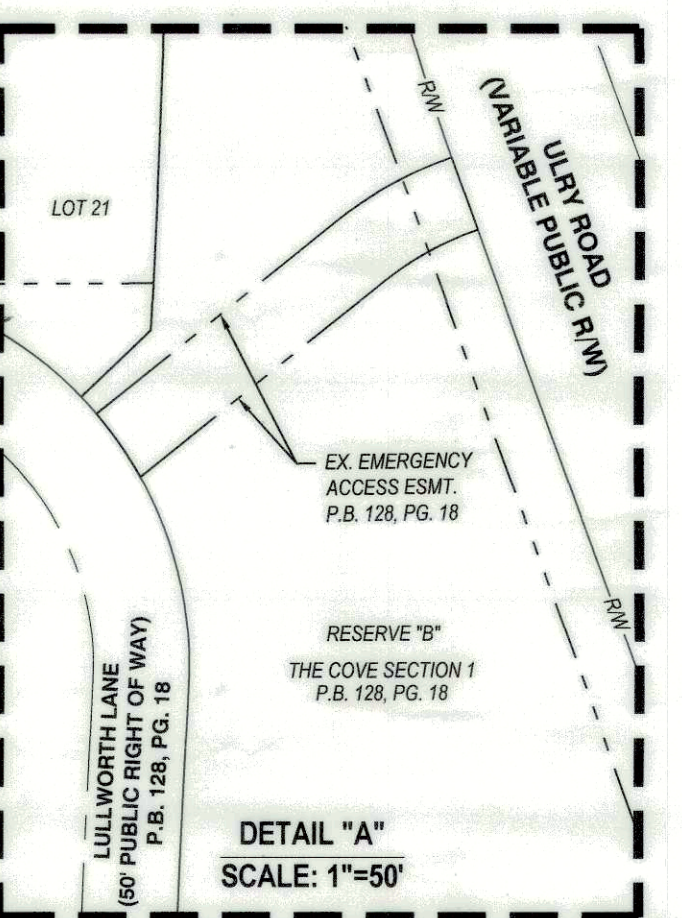 R/W
ULRY ROAD
(VARIABLE PUBLIC R/W)
LOT 21
EX. EMERGENCY
ACCESS ESMT.
P.B. 128, PG. 18
R/W
RESERVE "B"
THE COVE SECTION 1
P.B. 128, PG. 18
LULLWORTH LANE
(50' PUBLIC RIGHT OF WAY)
P.B. 128, PG. 18
DETAIL "A"
SCALE: 1"=50'